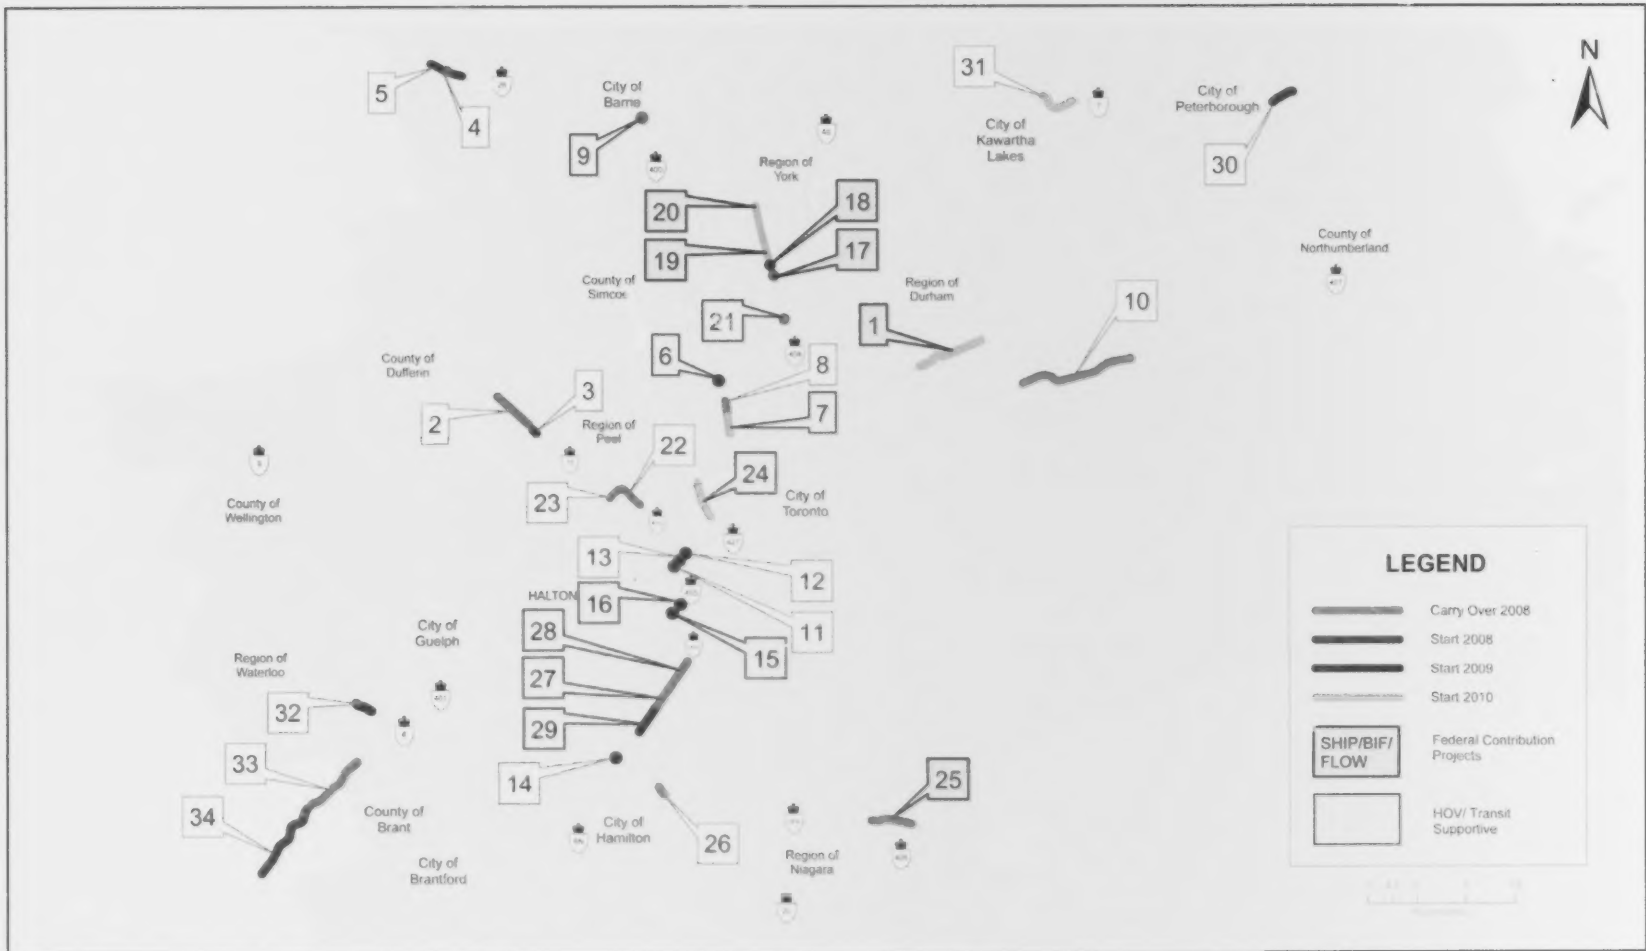 N
5
4
City of
Barrie
9
31
City of
Kawartha
Lakes
City of
Peterborough
30
Region of
York
20
18
19
17
County of
Simcoe
County of
Northumberland
Region of
Durham
10
21
1
6
8
7
County of
Dufferin
3
2
Region of
Peel
22
23
24
City of
Toronto
County of
Wellington
13
12
HALTON
16
11
28
15
27
29
City of
Guelph
Region of
Waterloo
32
401
33
34
14
County of
Brant
City of
Brantford
City of
Hamilton
26
Region of
Niagara
25
400
LEGEND
Carry Over 2008
Start 2008
Start 2009
Start 2010
SHIP/BIF/
FLOW
Federal Contribution
Projects
HOV/ Transit
Supportive